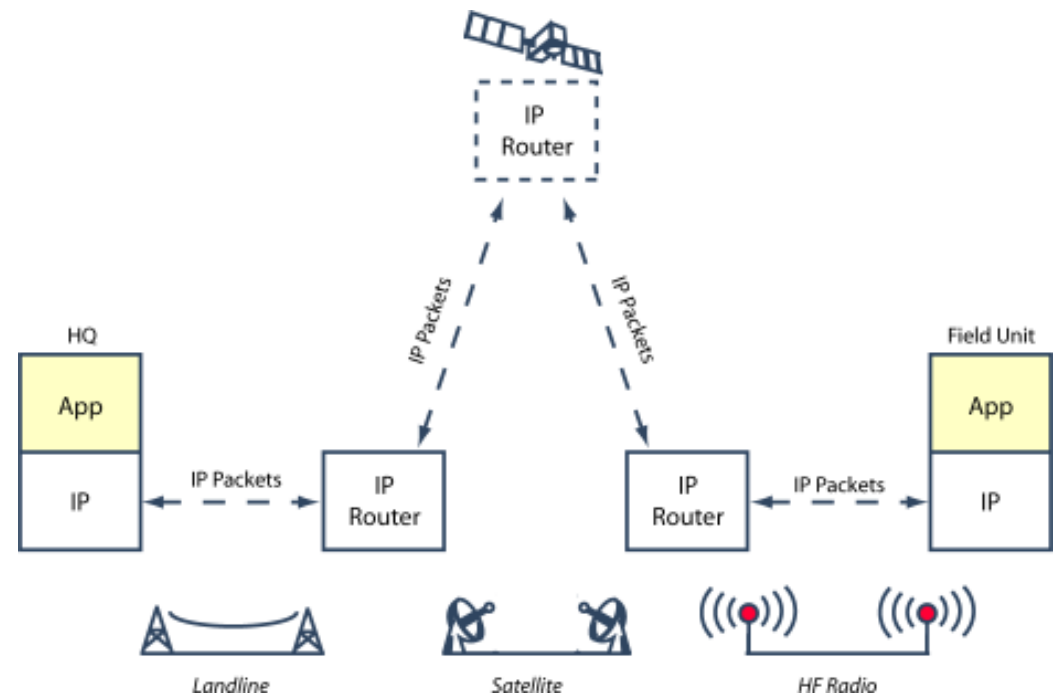 IP
Router
IP Packets
IP Packets
HQ
Field Unit
App
App
IP Packets
IP
IP
Router
IP
Router
IP Packets
IP
Landline
Satellite
HF Radio